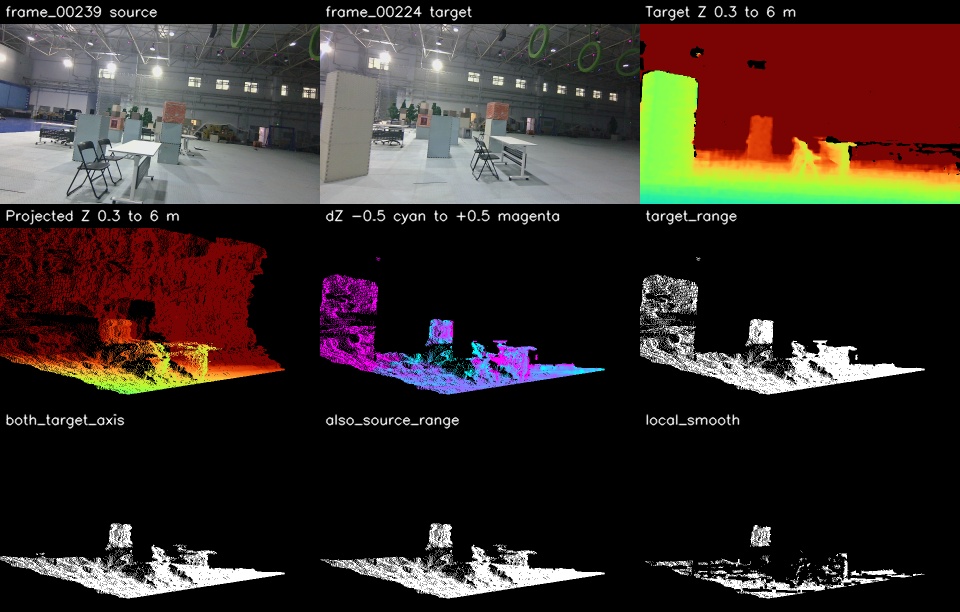 frame_00239 source
frame_00224 target
Target Z 0.3 to 6 m
Projected Z 0.3 to 6 m
dZ −0.5 cyan to +0.5 magenta
target_range
both_target_axis
also_source_range
local_smooth